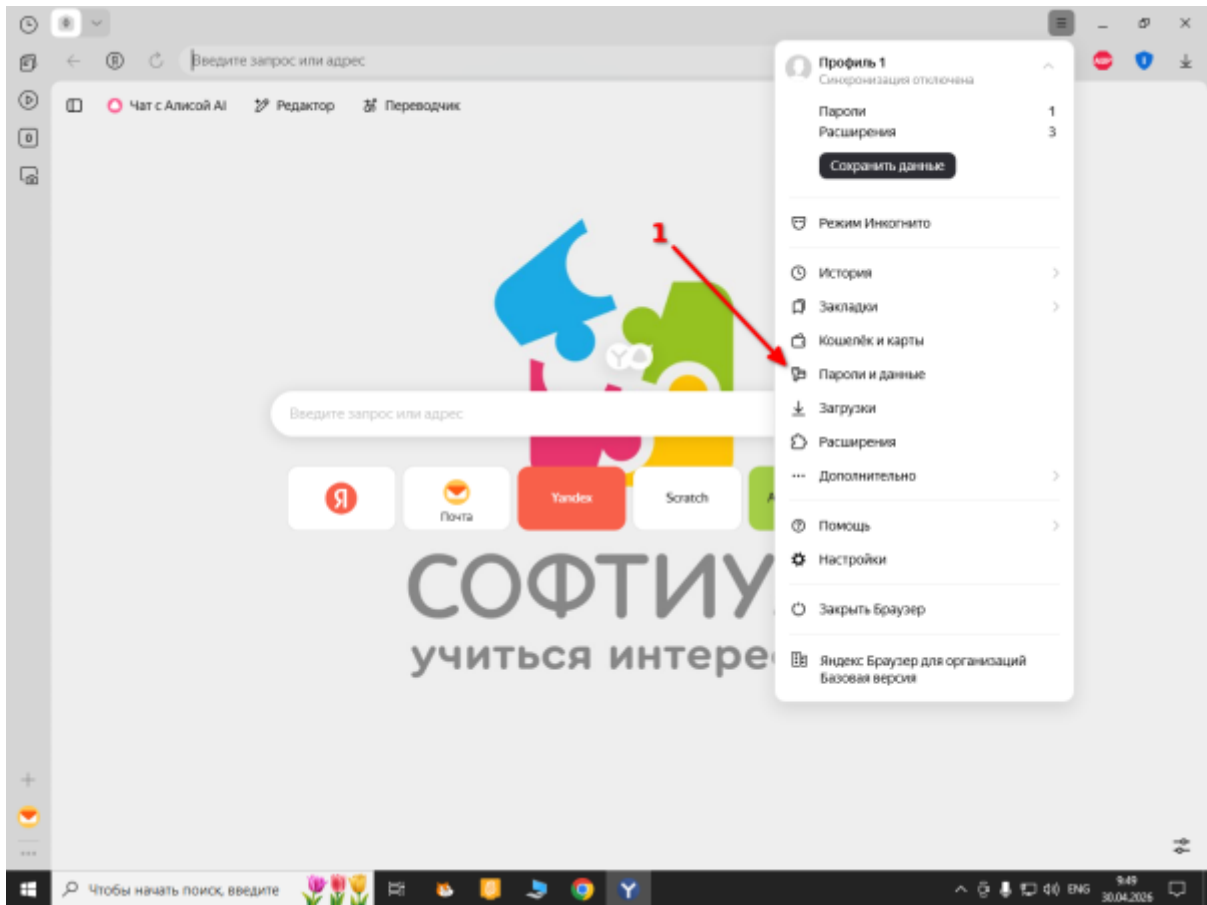 Введите запрос или адрес
Чат с Алисой AI
Редактор
Переводчик
Профиль 1
Синхронизация отключена
Пароли 1
Расширения 3
Сохранить данные
Режим Инкогнито
1
История
Закладки
Кошелёк и карты
Пароли и данные
Загрузки
Расширения
Дополнительно
Помощь
Настройки
Закрыть Браузер
Яндекс Браузер для организаций
Базовая версия
Введите запрос или адрес
Я
Почта
Yandex
Scratch
А
СОФТИУ
учиться интере
Чтобы начать поиск, введите
ENG
9:49
30.04.2026